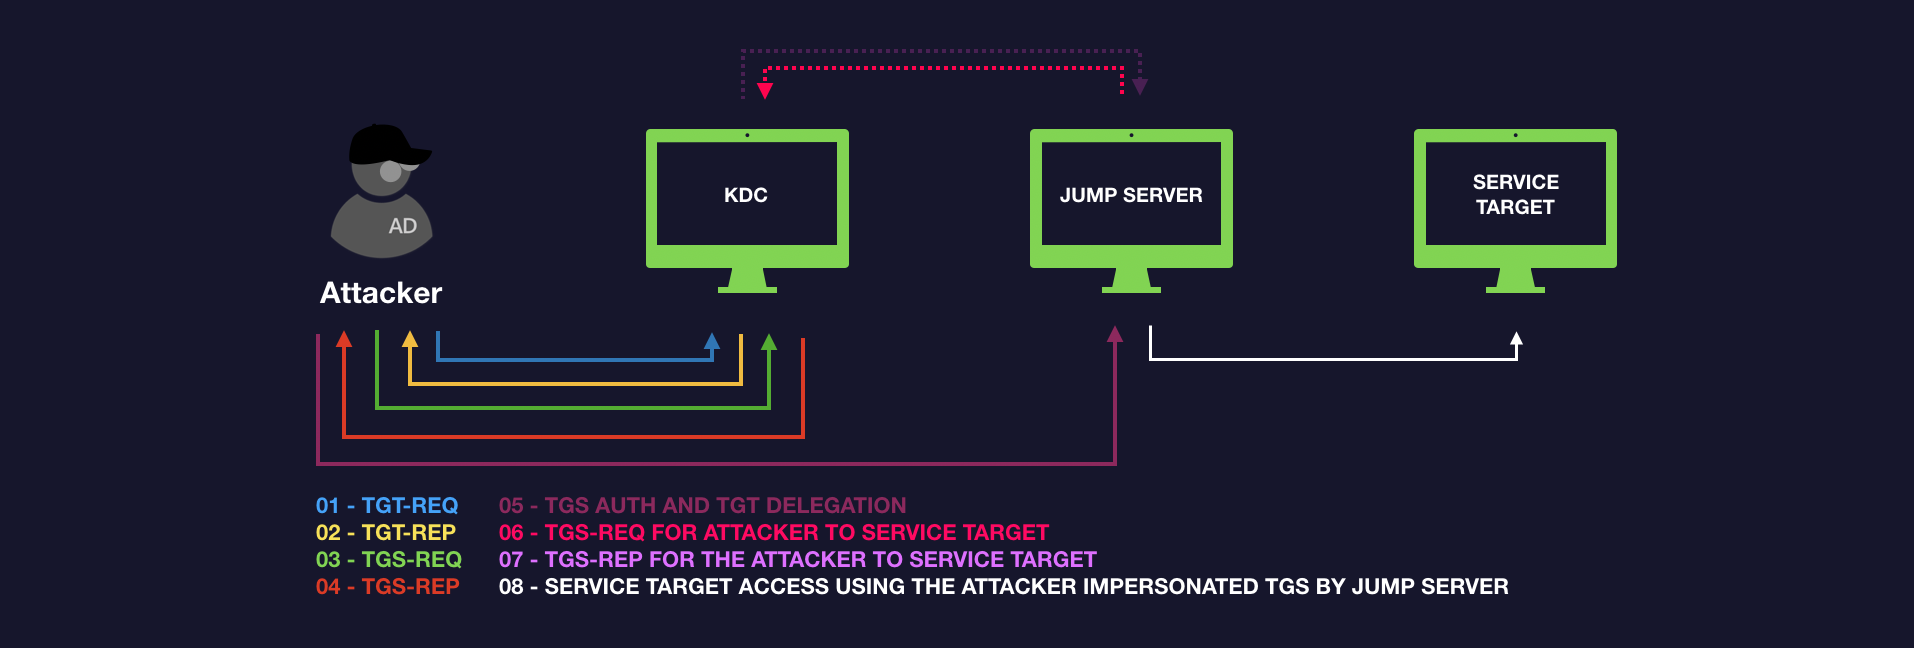 KDC
JUMP SERVER
SERVICE
TARGET
AD
Attacker
01 - TGT-REQ
02 - TGT-REP
03 - TGS-REQ
04 - TGS-REP
05 - TGS AUTH AND TGT DELEGATION
06 - TGS-REQ FOR ATTACKER TO SERVICE TARGET
07 - TGS-REP FOR THE ATTACKER TO SERVICE TARGET
08 - SERVICE TARGET ACCESS USING THE ATTACKER IMPERSONATED TGS BY JUMP SERVER